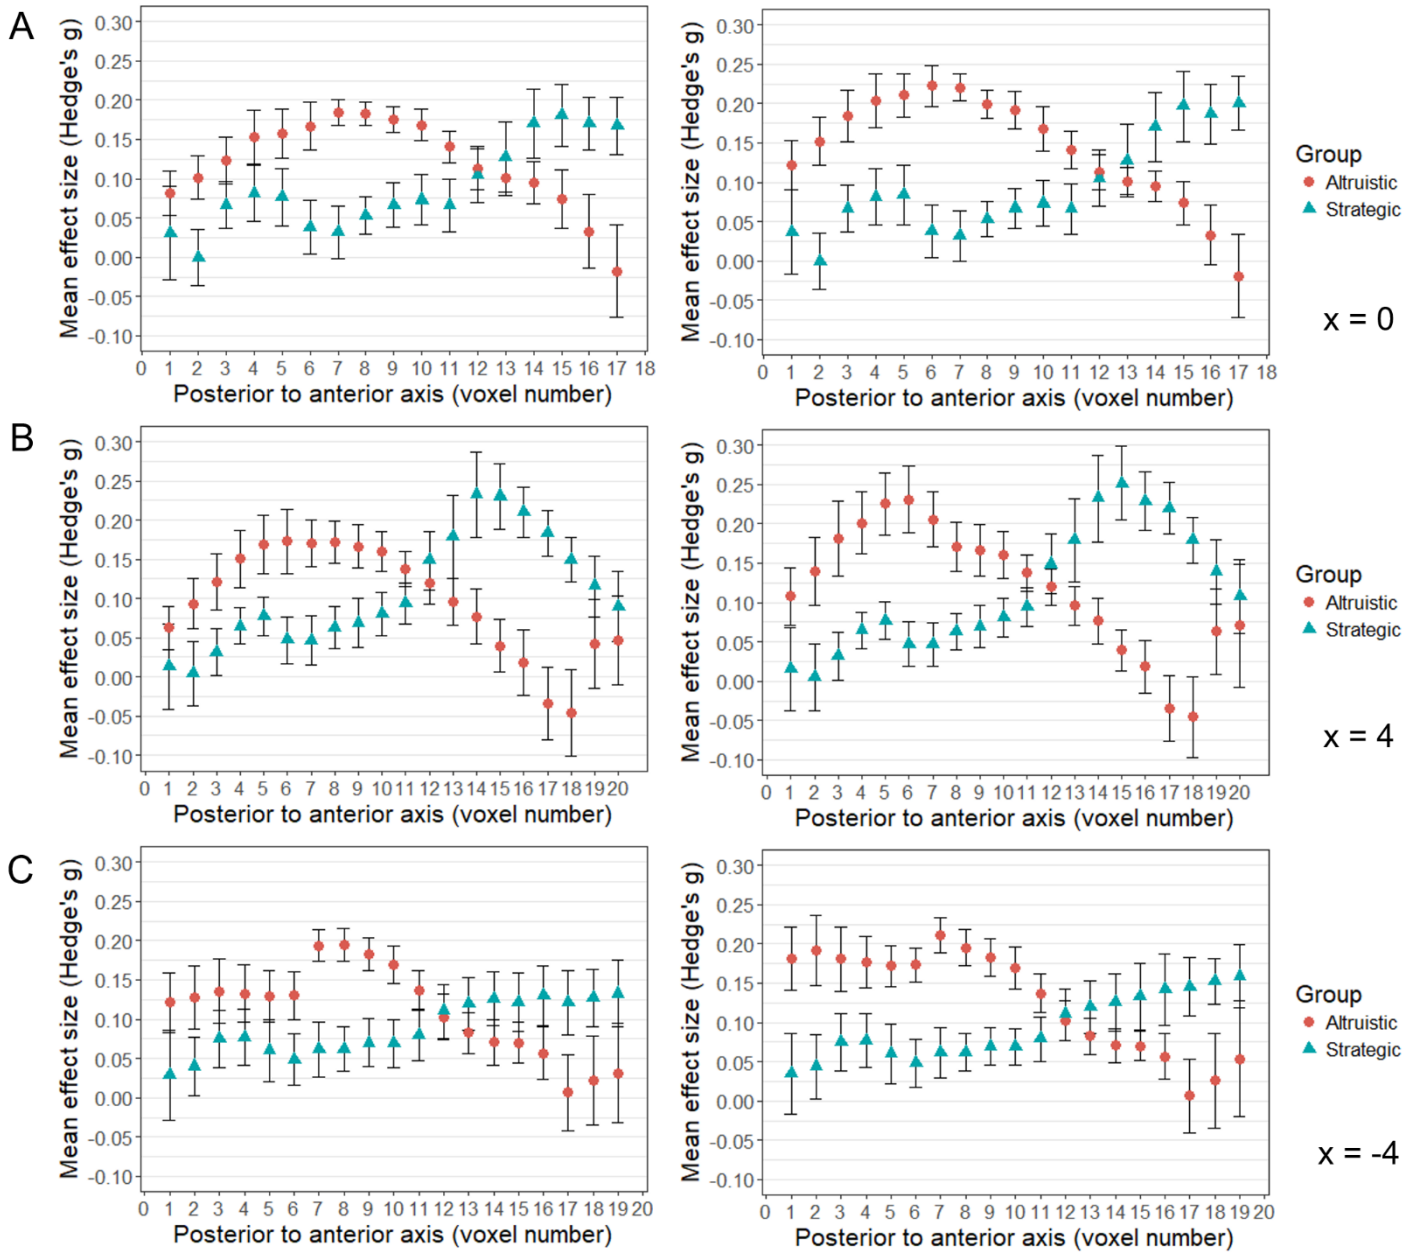 A
Mean effect size (Hedge's g)
0.30
0.25
0.20
0.15
0.10
0.05
0.00
-0.05
-0.10
0 1 2 3 4 5 6 7 8 9 10 11 12 13 14 15 16 17 18
Posterior to anterior axis (voxel number)
Mean effect size (Hedge's g)
0.30
0.25
0.20
0.15
0.10
0.05
0.00
-0.05
-0.10
0 1 2 3 4 5 6 7 8 9 10 11 12 13 14 15 16 17 18
Posterior to anterior axis (voxel number)
Group
Altruistic
Strategic
x = 0
B
Mean effect size (Hedge's g)
0.30
0.25
0.20
0.15
0.10
0.05
0.00
-0.05
-0.10
0 1 2 3 4 5 6 7 8 9 10 11 12 13 14 15 16 17 18 19 20
Posterior to anterior axis (voxel number)
Mean effect size (Hedge's g)
0.30
0.25
0.20
0.15
0.10
0.05
0.00
-0.05
-0.10
0 1 2 3 4 5 6 7 8 9 10 11 12 13 14 15 16 17 18 19 20
Posterior to anterior axis (voxel number)
Group
Altruistic
Strategic
x = 4
C
Mean effect size (Hedge's g)
0.30
0.25
0.20
0.15
0.10
0.05
0.00
-0.05
-0.10
0 1 2 3 4 5 6 7 8 9 10 11 12 13 14 15 16 17 18 19 20
Posterior to anterior axis (voxel number)
Mean effect size (Hedge's g)
0.30
0.25
0.20
0.15
0.10
0.05
0.00
-0.05
-0.10
0 1 2 3 4 5 6 7 8 9 10 11 12 13 14 15 16 17 18 19 20
Posterior to anterior axis (voxel number)
Group
Altruistic
Strategic
x = -4